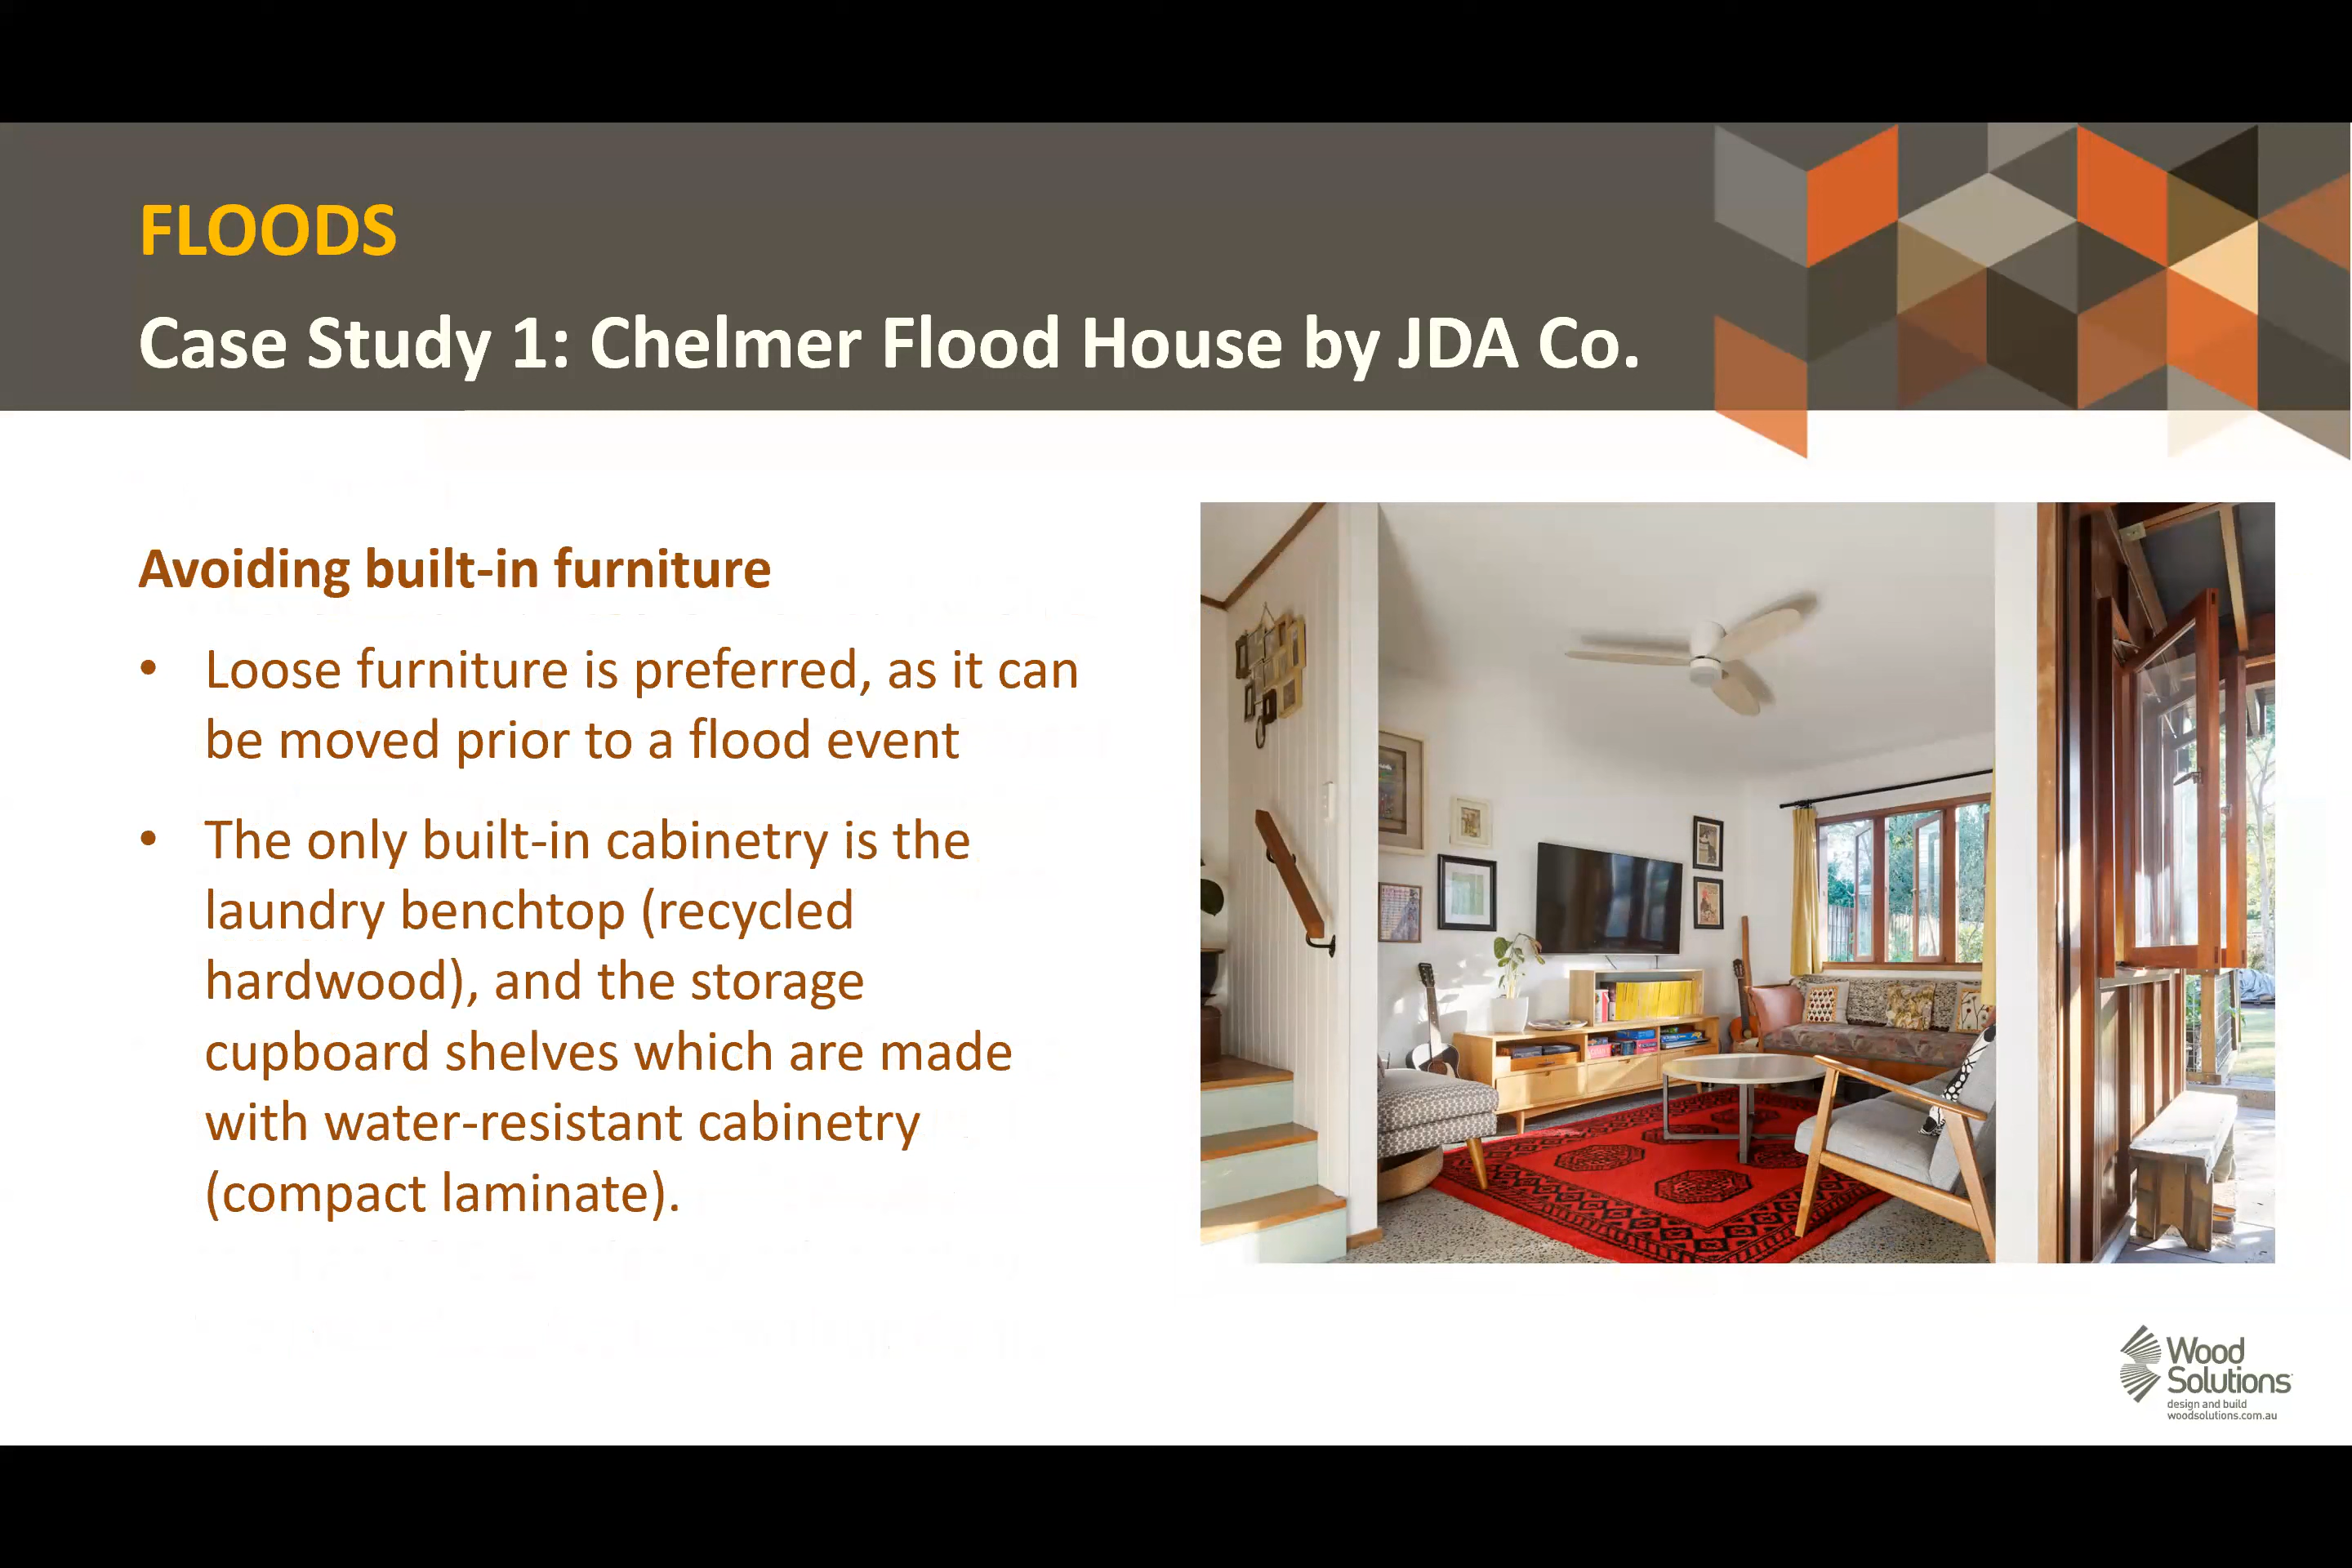 FLOODS
Case Study 1: Chelmer Flood House by JDA Co.
Avoiding built-in furniture
• Loose furniture is preferred, as it can
be moved prior to a flood event
• The only built-in cabinetry is the
laundry benchtop (recycled
hardwood), and the storage
cupboard shelves which are made
with water-resistant cabinetry
(compact laminate).
Wood
Solutions
design and build
woodsolutions.com.au